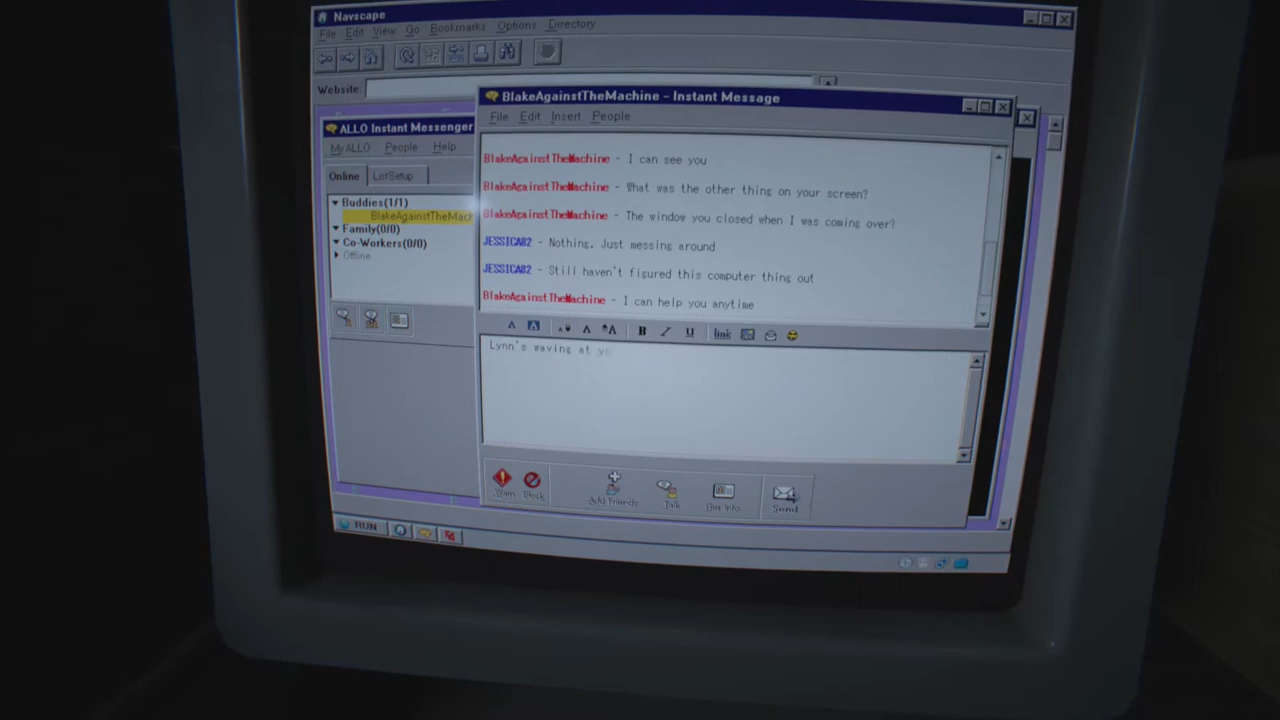 Navscape
File Edit View Go Bookmarks Options Directory
Website:
BlakeAgainstTheMachine - Instant Message
File Edit Insert People
ALLO Instant Messenger
MyALLO People Help
Online List Setup
Buddies(1/1)
BlakeAgainstTheMach
Family(0/0)
Co-Workers(0/0)
Offline
BlakeAgainstTheMachine - I can see you
BlakeAgainstTheMachine - What was the other thing on your screen?
BlakeAgainstTheMachine - The window you closed when I was coming over?
JESSICA82 - Nothing. Just messing around
JESSICA82 - Still haven't figured this computer thing out
BlakeAgainstTheMachine - I can help you anytime
A A A A A B I U link
Lynn's waving at yo
Warn Block Add Friends Talk Get Info Send
RUN